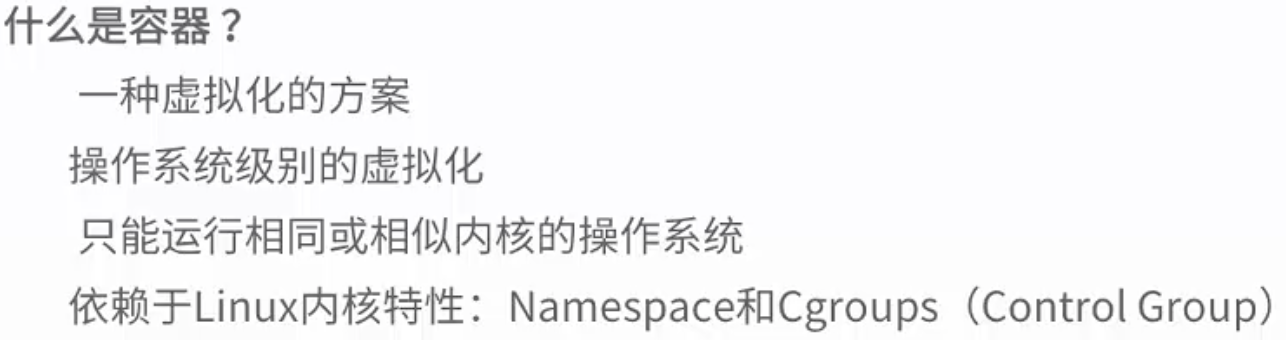 什么是容器？
一种虚拟化的方案
操作系统级别的虚拟化
只能运行相同或相似内核的操作系统
依赖于Linux内核特性：Namespace和Cgroups（Control Group）